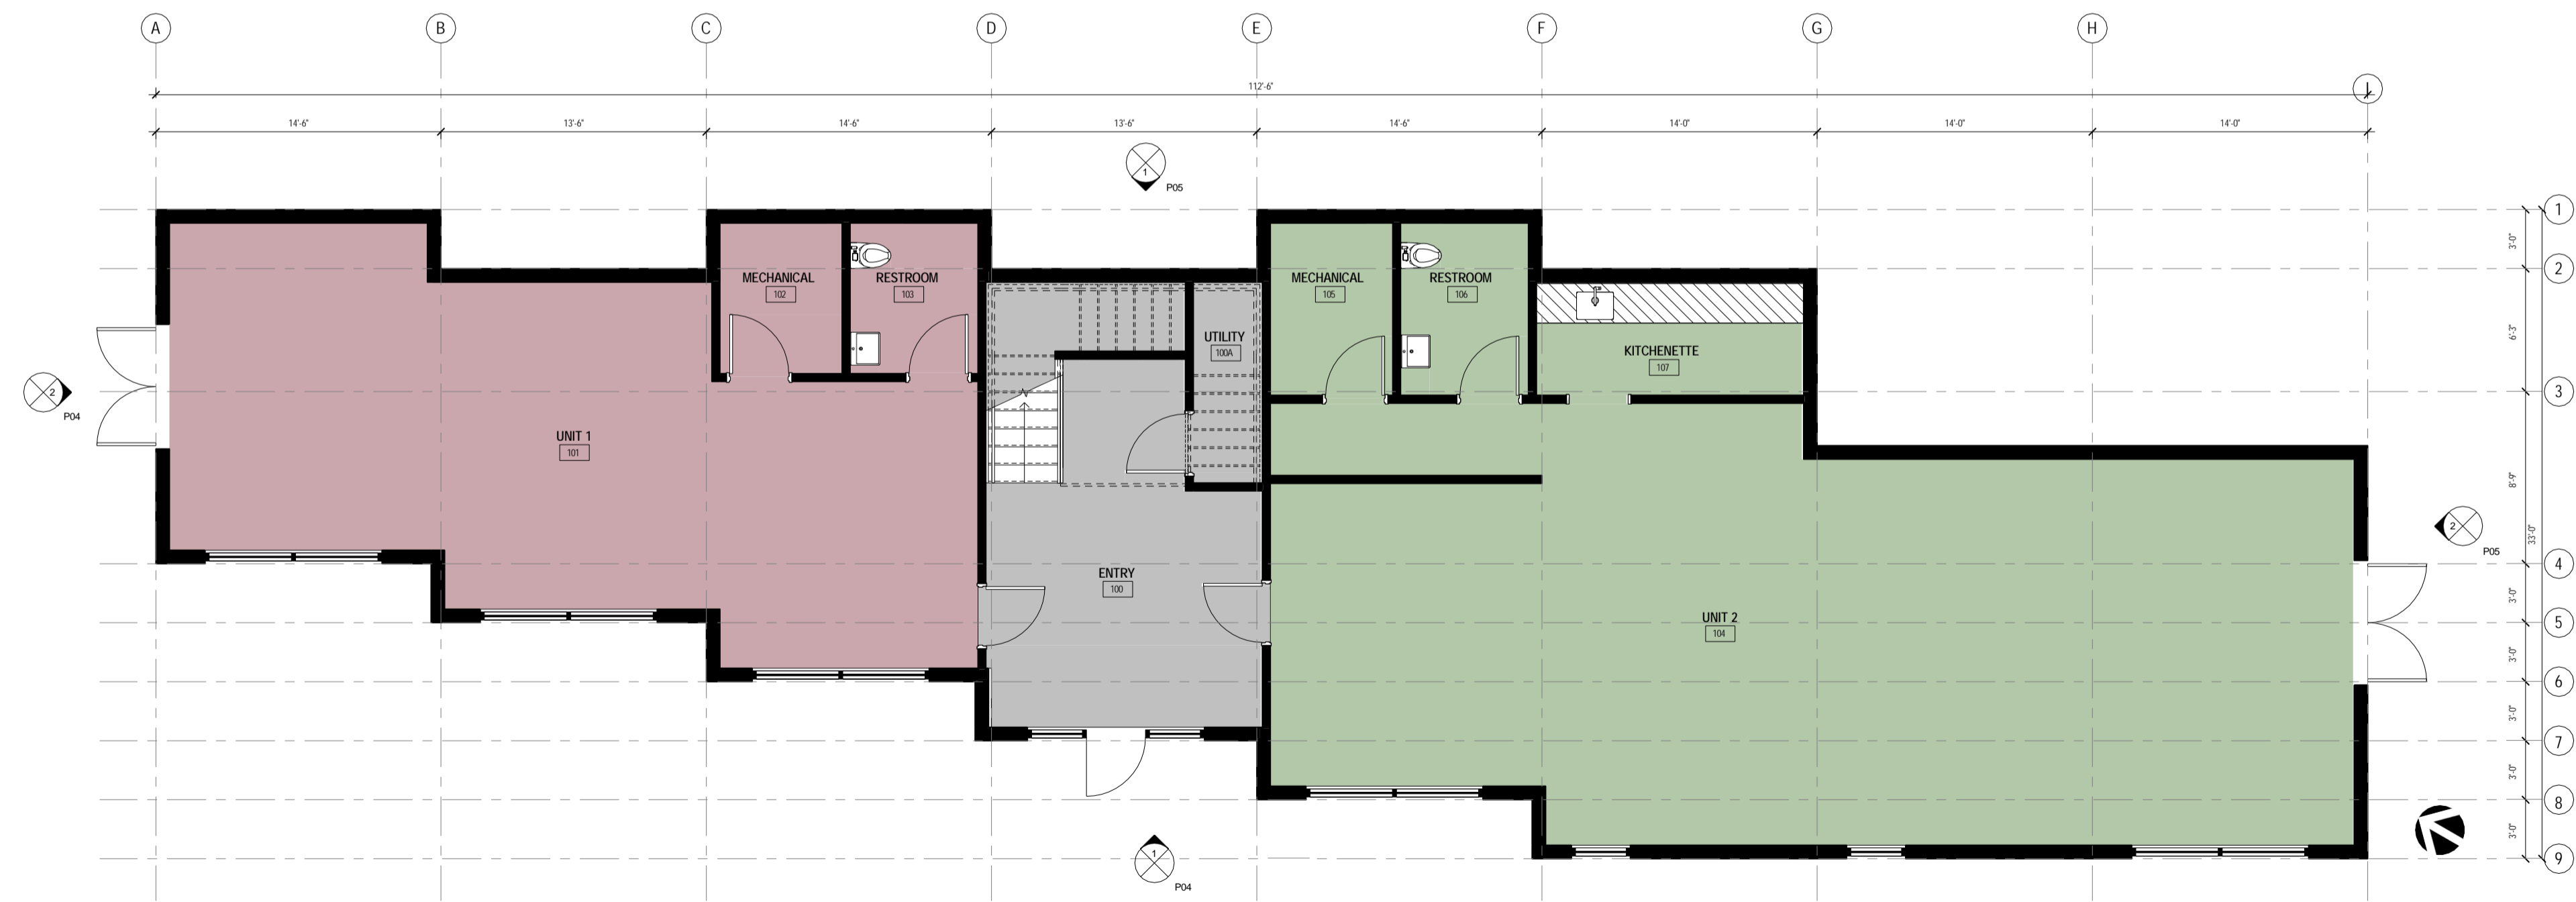 A B C D E F G H I
112'-6"
14'-6" 13'-6" 14'-6" 13'-6" 14'-6" 14'-0" 14'-0" 14'-0"
1
P05
1
2
3
4
5
6
7
8
9
3'-0"
6'-3"
8'-9"
33'-0"
3'-0"
3'-0"
3'-0"
3'-0"
3'-0"
MECHANICAL
102
RESTROOM
103
MECHANICAL
105
RESTROOM
106
UTILITY
100A
KITCHENETTE
107
2
P04
UNIT 1
101
2
P05
ENTRY
100
UNIT 2
104
1
P04